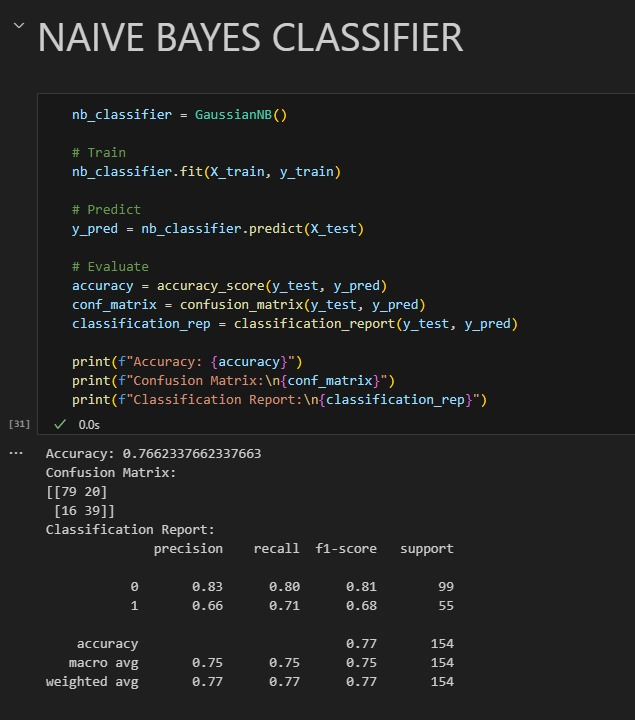 NAIVE BAYES CLASSIFIER
nb_classifier = GaussianNB()
# Train
nb_classifier.fit(X_train, y_train)
# Predict
y_pred = nb_classifier.predict(X_test)
# Evaluate
accuracy = accuracy_score(y_test, y_pred)
conf_matrix = confusion_matrix(y_test, y_pred)
classification_rep = classification_report(y_test, y_pred)
print(f"Accuracy: {accuracy}")
print(f"Confusion Matrix:\n{conf_matrix}")
print(f"Classification Report:\n{classification_rep}")
[31] ✓ 0.0s
... Accuracy: 0.7662337662337663
Confusion Matrix:
[[79 20]
[16 39]]
Classification Report:
precision recall f1-score support
0 0.83 0.80 0.81 99
1 0.66 0.71 0.68 55
accuracy 0.77 154
macro avg 0.75 0.75 0.75 154
weighted avg 0.77 0.77 0.77 154